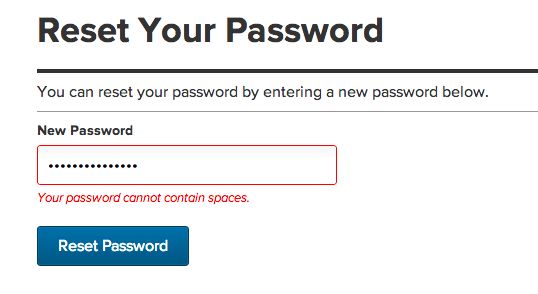 Reset Your Password
You can reset your password by entering a new password below.
New Password
•••••••••••••••
Your password cannot contain spaces.
Reset Password